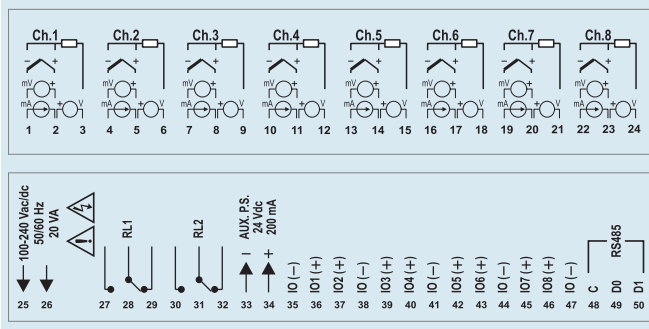 Ch.1 Ch.2 Ch.3 Ch.4 Ch.5 Ch.6 Ch.7 Ch.8
− + − + − + − + − + − + − + − +
mV + mV + mV + mV + mV + mV + mV + mV +
mA + V mA + V mA + V mA + V mA + V mA + V mA + V mA + V
1 2 3 4 5 6 7 8 9 10 11 12 13 14 15 16 17 18 19 20 21 22 23 24
100-240 Vac/dc
50/60 Hz
20 VA
RL1
RL2
AUX. P.S.
24 Vdc
200 mA
− +
IO (−)
IO1 (+)
IO2 (+)
IO (−)
IO3 (+)
IO4 (+)
IO (−)
IO5 (+)
IO6 (+)
IO (−)
IO7 (+)
IO8 (+)
IO (−)
RS485
C
D0
D1
25 26 27 28 29 30 31 32 33 34 35 36 37 38 39 40 41 42 43 44 45 46 47 48 49 50